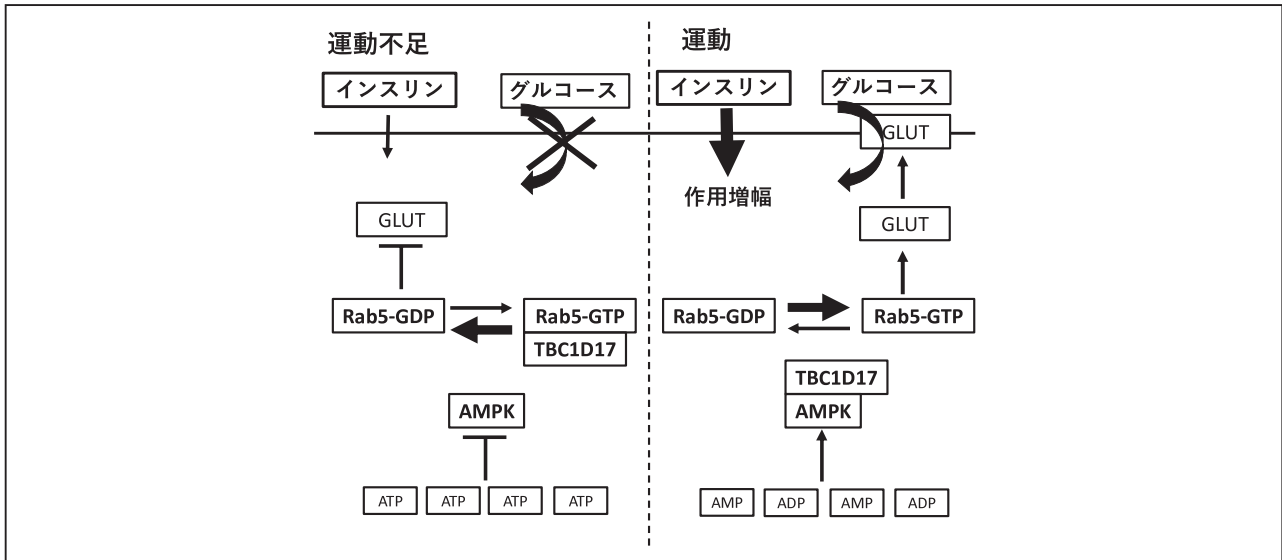 運動不足
インスリン
グルコース
GLUT
Rab5-GDP
Rab5-GTP
TBC1D17
AMPK
ATP ATP ATP ATP
運動
インスリン
グルコース
GLUT
作用増幅
GLUT
Rab5-GDP
Rab5-GTP
TBC1D17
AMPK
AMP ADP AMP ADP